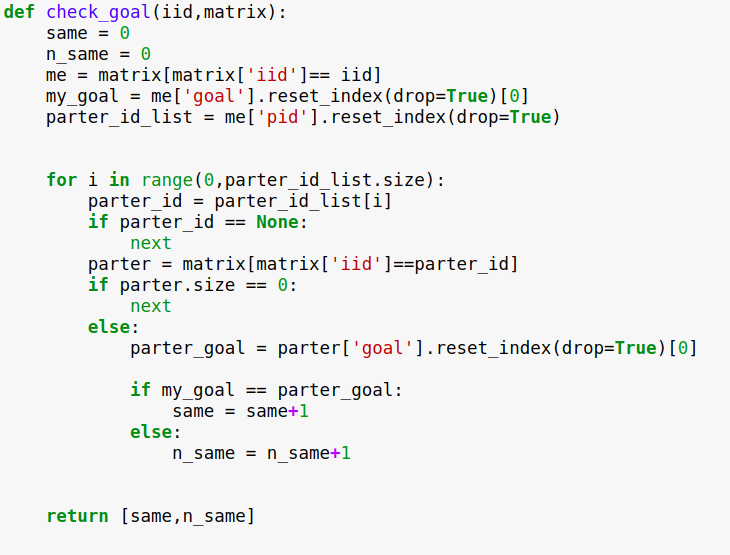 def check_goal(iid,matrix):
    same = 0
    n_same = 0
    me = matrix[matrix['iid']== iid]
    my_goal = me['goal'].reset_index(drop=True)[0]
    parter_id_list = me['pid'].reset_index(drop=True)
    for i in range(0,parter_id_list.size):
        parter_id = parter_id_list[i]
        if parter_id == None:
            next
        parter = matrix[matrix['iid']==parter_id]
        if parter.size == 0:
            next
        else:
            parter_goal = parter['goal'].reset_index(drop=True)[0]
            if my_goal == parter_goal:
                same = same+1
            else:
                n_same = n_same+1
    return [same,n_same]